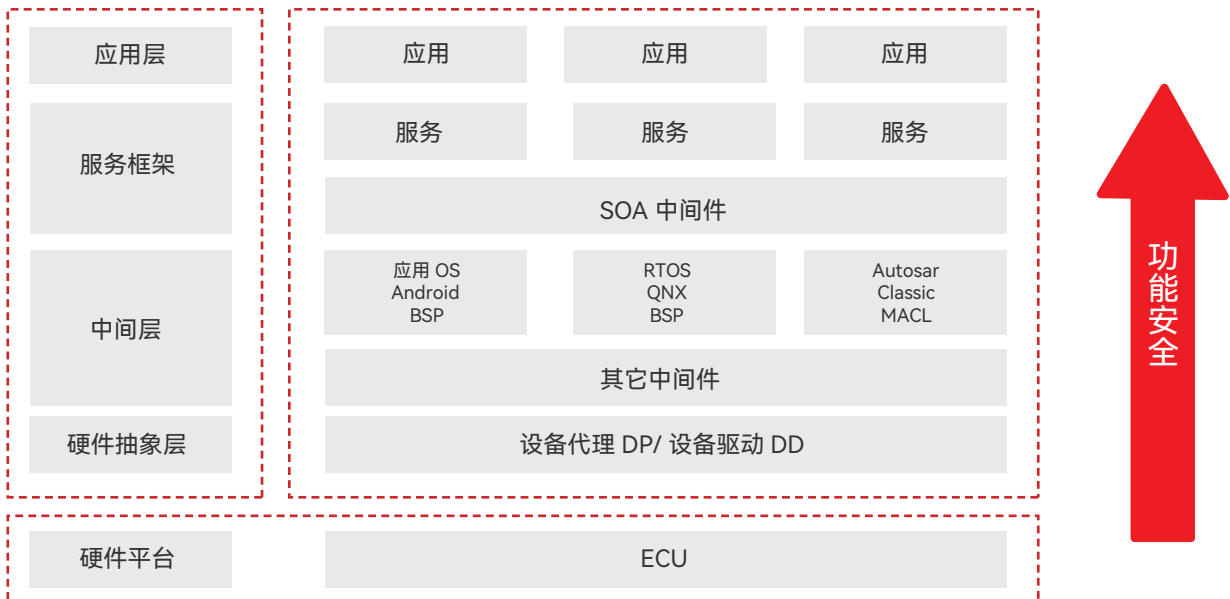 应用层
应用
应用
应用
服务框架
服务
服务
服务
SOA 中间件
中间层
应用 OS
Android
BSP
RTOS
QNX
BSP
Autosar
Classic
MACL
其它中间件
硬件抽象层
设备代理 DP/ 设备驱动 DD
硬件平台
ECU
功能安全